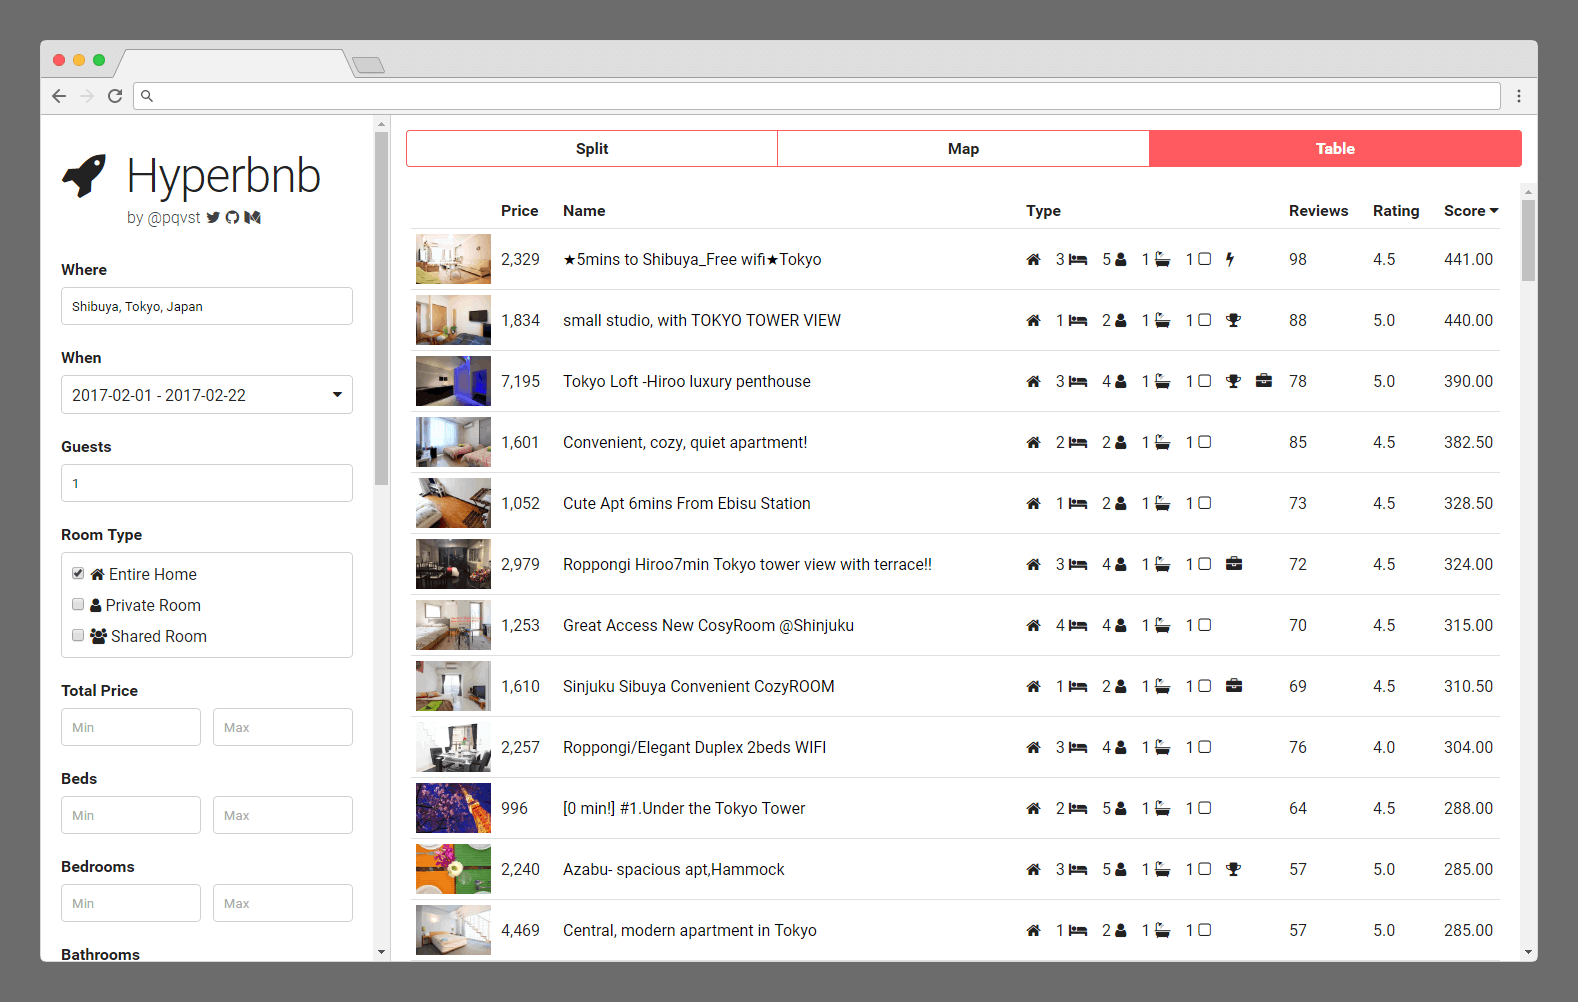 Hyperbnb
by @pqvst
Where
Shibuya, Tokyo, Japan
When
2017-02-01 - 2017-02-22
Guests
1
Room Type
Entire Home
Private Room
Shared Room
Total Price
Min Max
Beds
Min Max
Bedrooms
Min Max
Bathrooms
Split Map Table
Price Name Type Reviews Rating Score
2,329 ★5mins to Shibuya_Free wifi★Tokyo 3 5 1 1 98 4.5 441.00
1,834 small studio, with TOKYO TOWER VIEW 1 2 1 1 88 5.0 440.00
7,195 Tokyo Loft -Hiroo luxury penthouse 3 4 1 1 78 5.0 390.00
1,601 Convenient, cozy, quiet apartment! 2 2 1 1 85 4.5 382.50
1,052 Cute Apt 6mins From Ebisu Station 1 2 1 1 73 4.5 328.50
2,979 Roppongi Hiroo7min Tokyo tower view with terrace!! 3 4 1 1 72 4.5 324.00
1,253 Great Access New CosyRoom @Shinjuku 4 4 1 1 70 4.5 315.00
1,610 Sinjuku Sibuya Convenient CozyROOM 1 2 1 1 69 4.5 310.50
2,257 Roppongi/Elegant Duplex 2beds WIFI 3 4 1 1 76 4.0 304.00
996 [0 min!] #1.Under the Tokyo Tower 2 5 1 1 64 4.5 288.00
2,240 Azabu- spacious apt,Hammock 3 5 1 1 57 5.0 285.00
4,469 Central, modern apartment in Tokyo 1 2 1 1 57 5.0 285.00